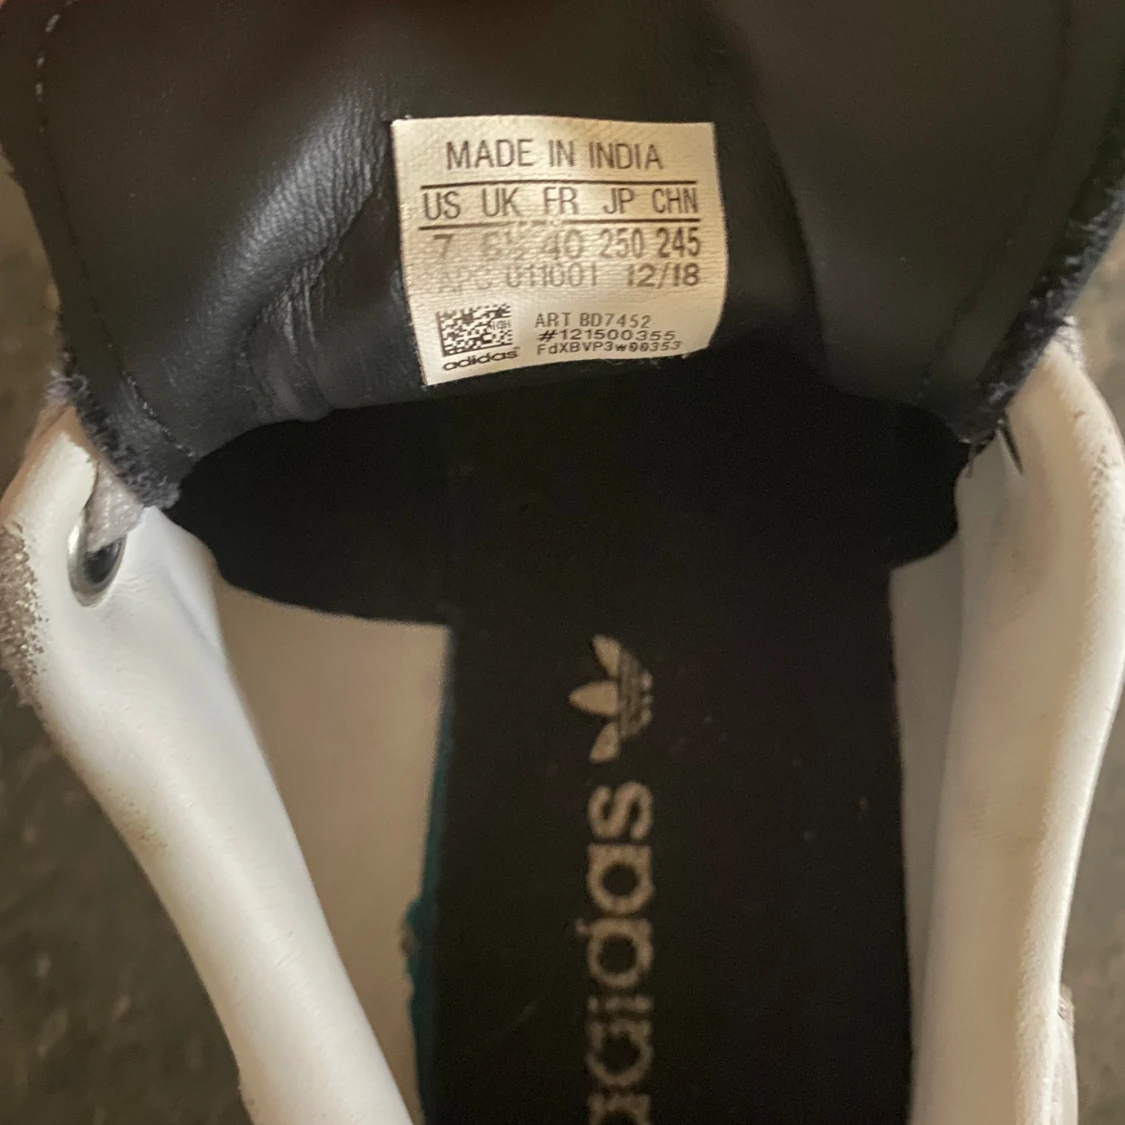 MADE IN INDIA
US UK FR JP CHN
7 6½ 40 250 245
APC 011001 12/18
ART BD7452
#121500355
FdXBVP3w00353
adidas
adidas